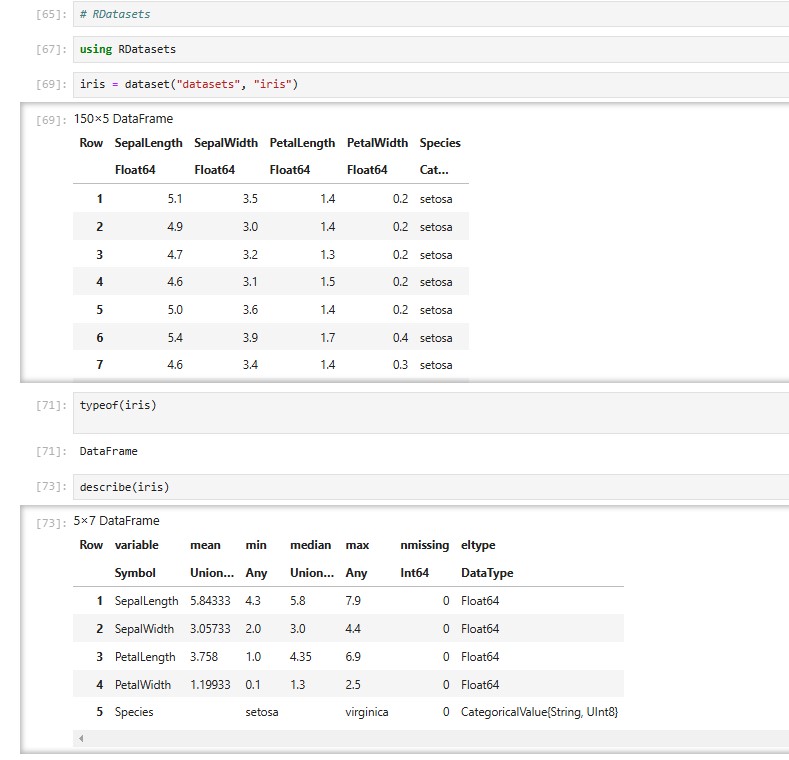 [65]: # RDatasets
[67]: using RDatasets
[69]: iris = dataset("datasets", "iris")
[69]: 150×5 DataFrame
Row SepalLength SepalWidth PetalLength PetalWidth Species
Float64 Float64 Float64 Float64 Cat…
1 5.1 3.5 1.4 0.2 setosa
2 4.9 3.0 1.4 0.2 setosa
3 4.7 3.2 1.3 0.2 setosa
4 4.6 3.1 1.5 0.2 setosa
5 5.0 3.6 1.4 0.2 setosa
6 5.4 3.9 1.7 0.4 setosa
7 4.6 3.4 1.4 0.3 setosa
[71]: typeof(iris)
[71]: DataFrame
[73]: describe(iris)
[73]: 5×7 DataFrame
Row variable mean min median max nmissing eltype
Symbol Union… Any Union… Any Int64 DataType
1 SepalLength 5.84333 4.3 5.8 7.9 0 Float64
2 SepalWidth 3.05733 2.0 3.0 4.4 0 Float64
3 PetalLength 3.758 1.0 4.35 6.9 0 Float64
4 PetalWidth 1.19933 0.1 1.3 2.5 0 Float64
5 Species setosa virginica 0 CategoricalValue{String, UInt8}